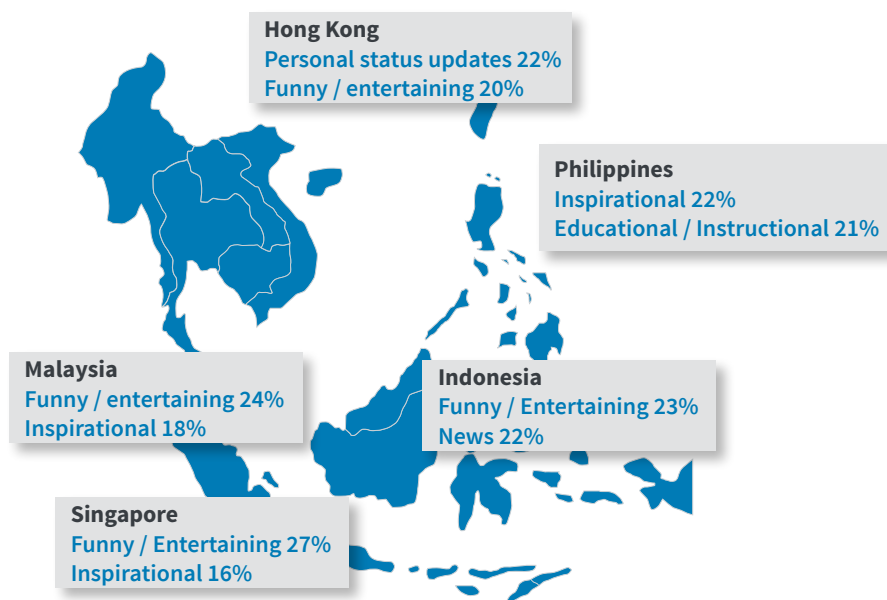 Hong Kong
Personal status updates 22%
Funny / entertaining 20%
Philippines
Inspirational 22%
Educational / Instructional 21%
Malaysia
Funny / entertaining 24%
Inspirational 18%
Indonesia
Funny / Entertaining 23%
News 22%
Singapore
Funny / Entertaining 27%
Inspirational 16%